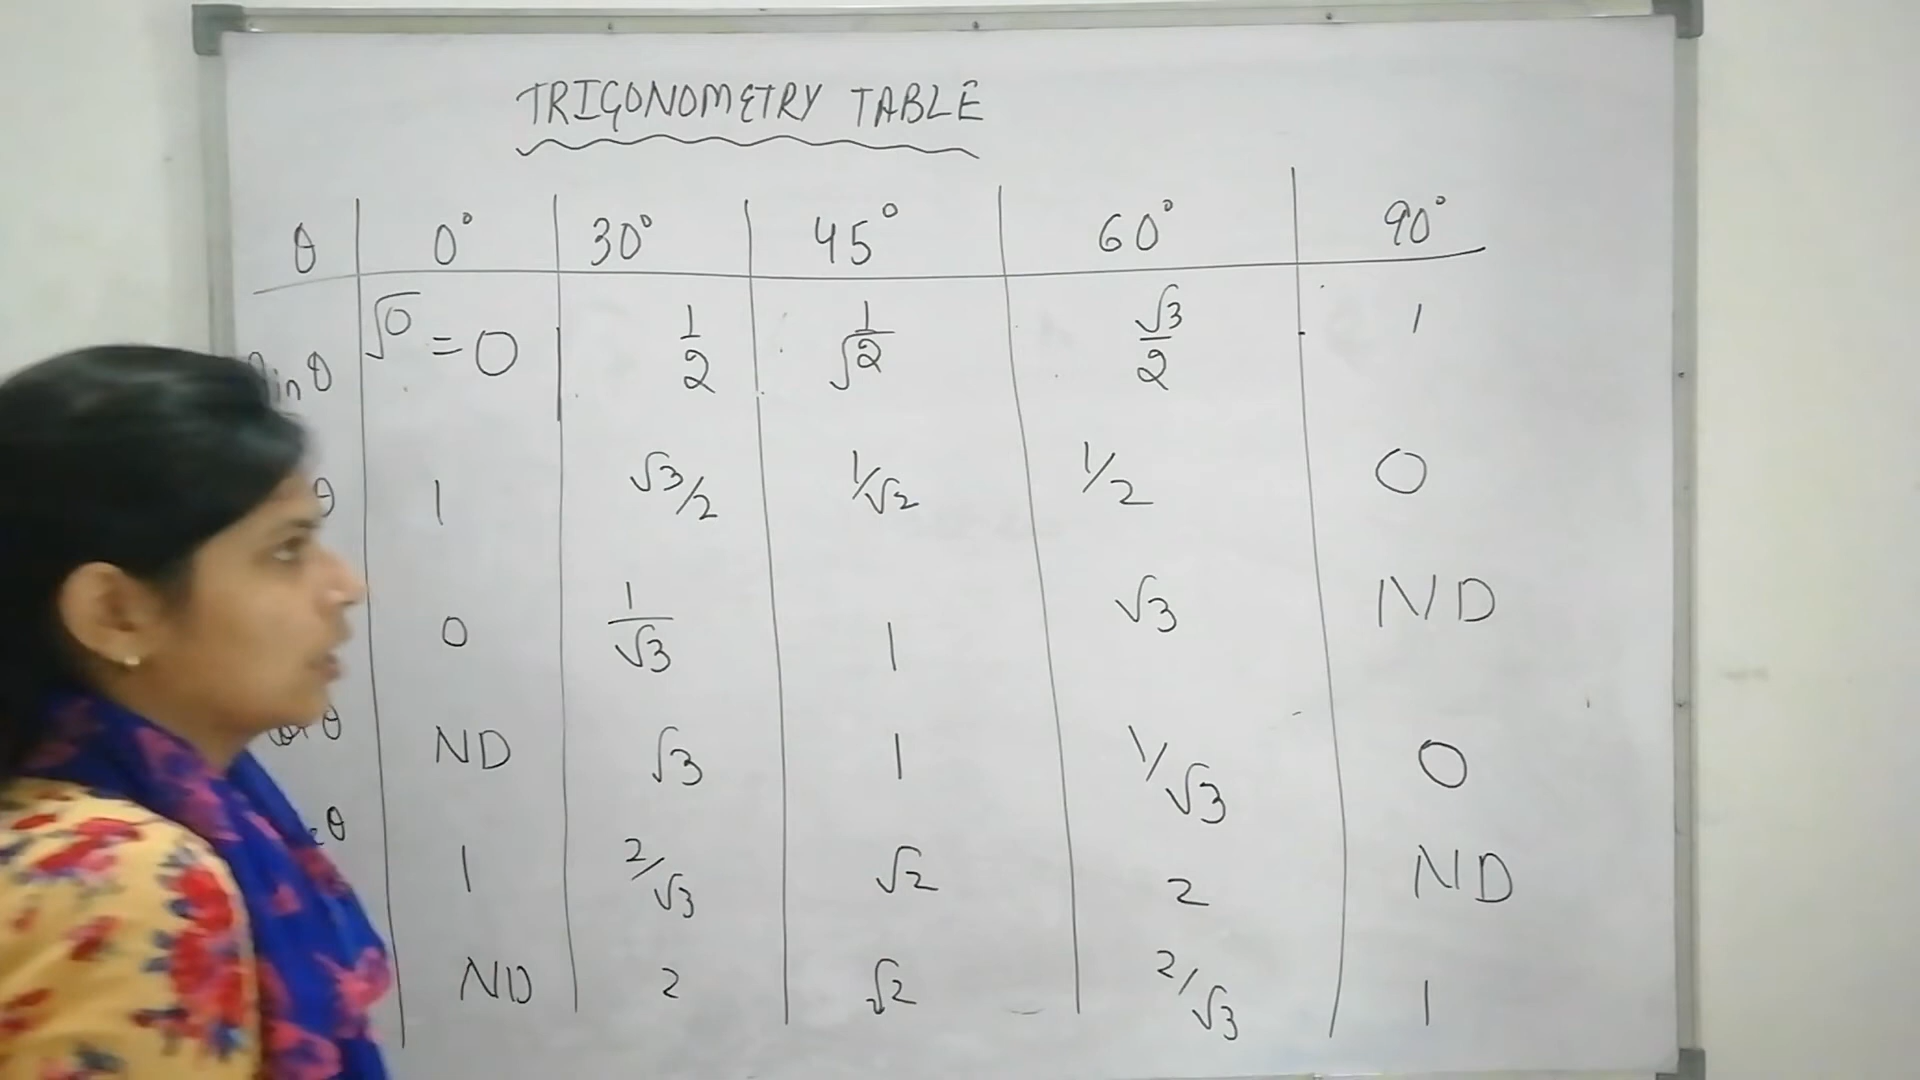 TRIGONOMETRY TABLE
θ 0° 30° 45° 60° 90°
in θ √0 = 0 1/2 1/√2 √3/2 1
θ 1 √3/2 1/√2 1/2 0
0 1/√3 1 √3 ND
cot θ ND √3 1 1/√3 0
θ 1 2/√3 √2 2 ND
ND 2 √2 2/√3 1